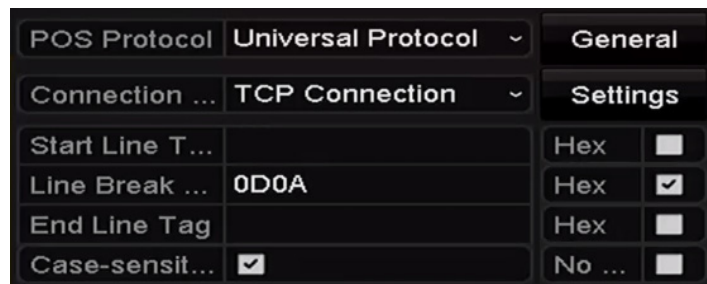 POS Protocol Universal Protocol General
Connection ... TCP Connection Settings
Start Line T... Hex
Line Break ... 0D0A Hex
End Line Tag Hex
Case-sensit... No ...